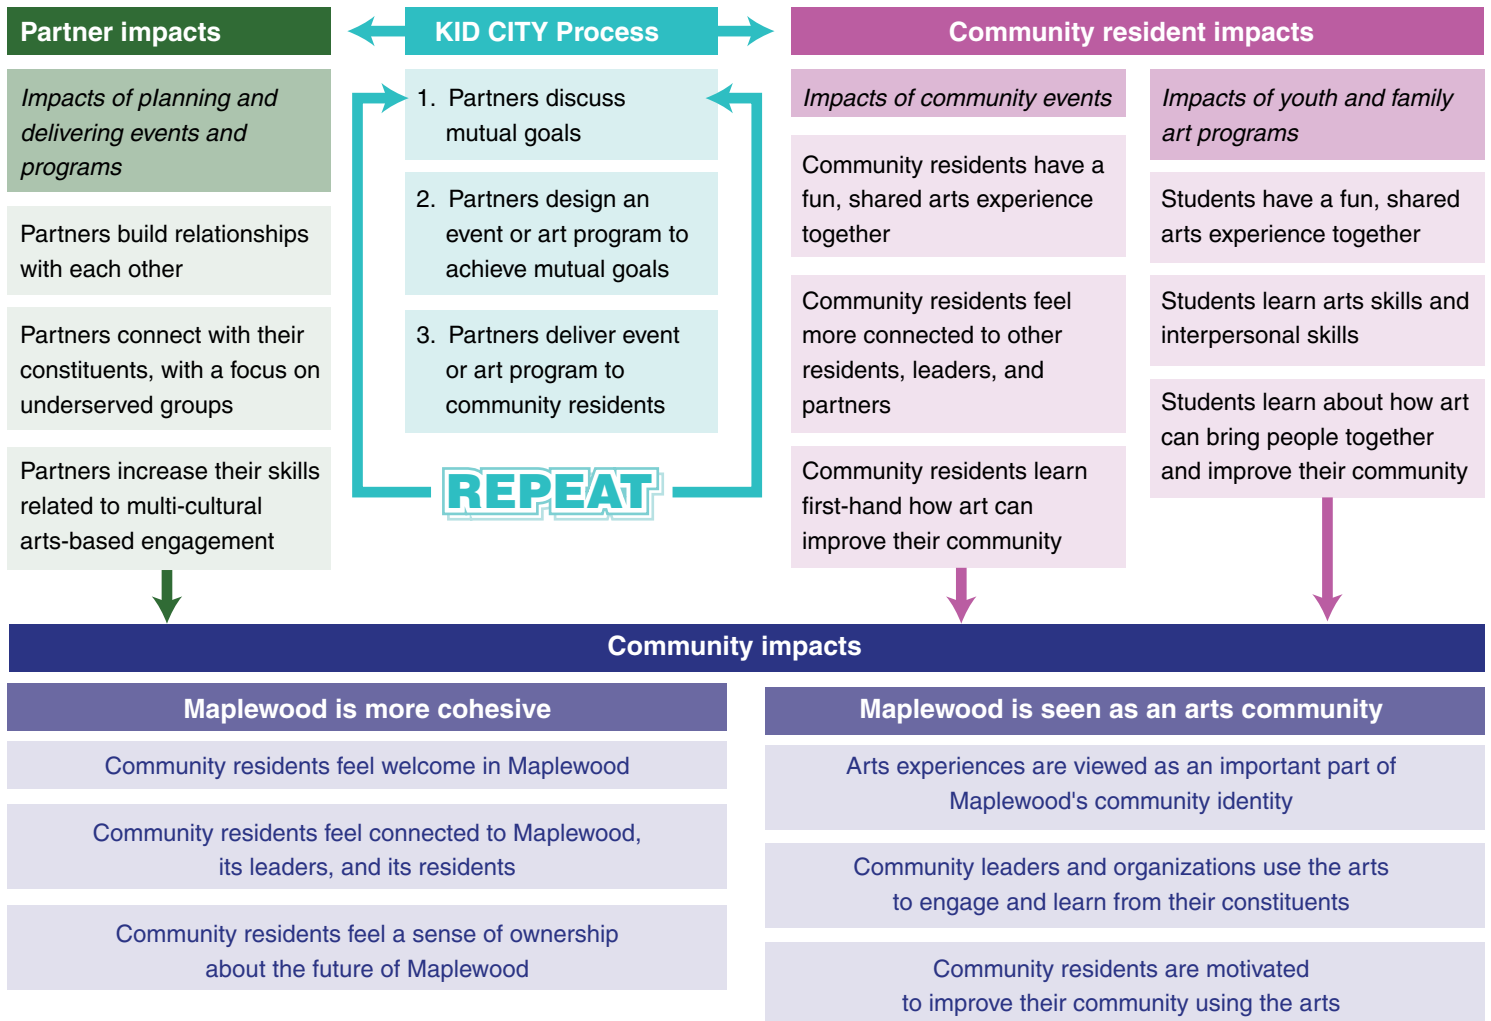 Partner impacts
Impacts of planning and
delivering events and
programs
Partners build relationships
with each other
Partners connect with their
constituents, with a focus on
underserved groups
Partners increase their skills
related to multi-cultural
arts-based engagement
KID CITY Process
1. Partners discuss
mutual goals
2. Partners design an
event or art program to
achieve mutual goals
3. Partners deliver event
or art program to
community residents
REPEAT
Community resident impacts
Impacts of community events
Community residents have a
fun, shared arts experience
together
Community residents feel
more connected to other
residents, leaders, and
partners
Community residents learn
first-hand how art can
improve their community
Impacts of youth and family
art programs
Students have a fun, shared
arts experience together
Students learn arts skills and
interpersonal skills
Students learn about how art
can bring people together
and improve their community
Community impacts
Maplewood is more cohesive
Community residents feel welcome in Maplewood
Community residents feel connected to Maplewood,
its leaders, and its residents
Community residents feel a sense of ownership
about the future of Maplewood
Maplewood is seen as an arts community
Arts experiences are viewed as an important part of
Maplewood's community identity
Community leaders and organizations use the arts
to engage and learn from their constituents
Community residents are motivated
to improve their community using the arts